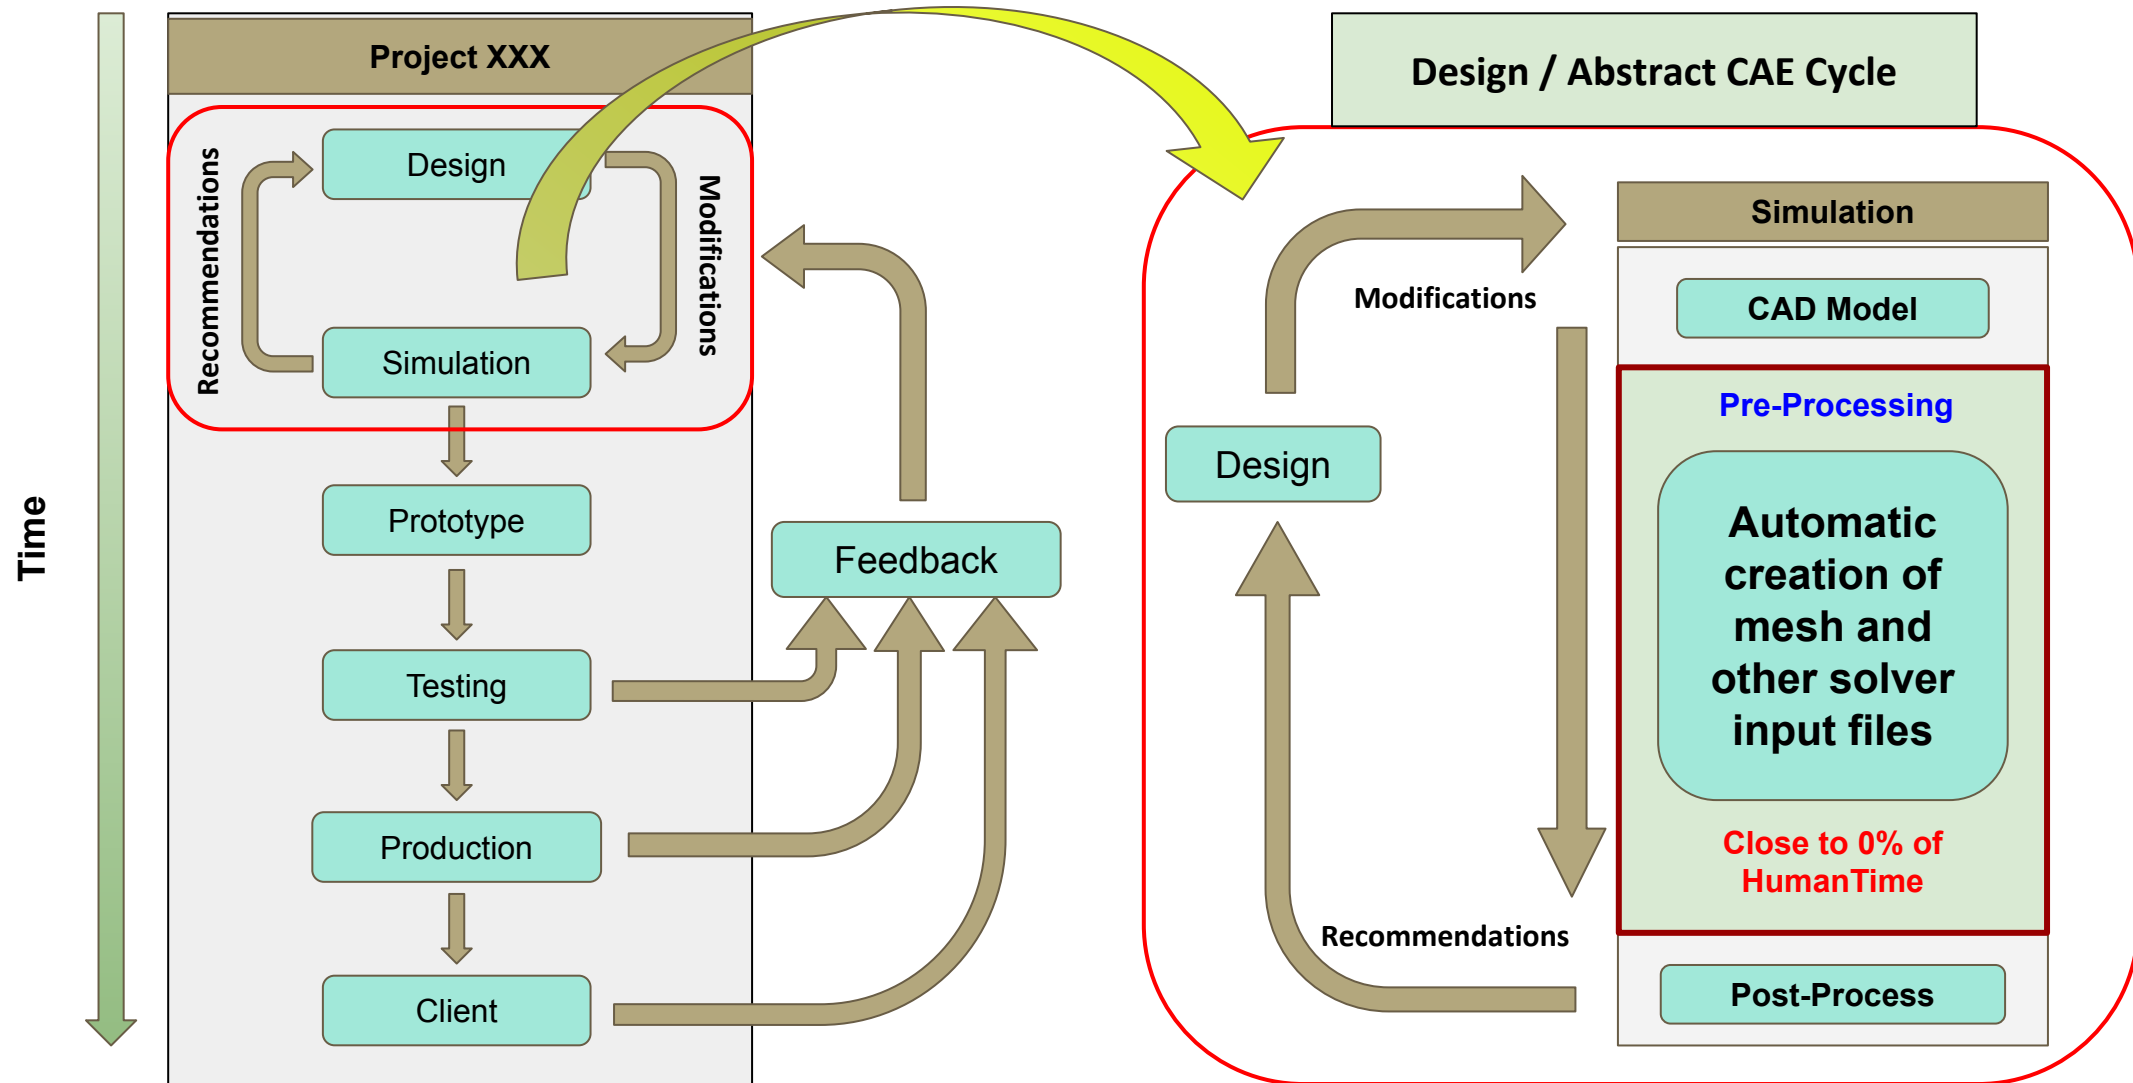 Project XXX
Design
Recommendations
Modifications
Simulation
Prototype
Testing
Production
Client
Time
Feedback
Design / Abstract CAE Cycle
Modifications
Design
Recommendations
Simulation
CAD Model
Pre-Processing
Automatic
creation of
mesh and
other solver
input files
Close to 0% of
HumanTime
Post-Process